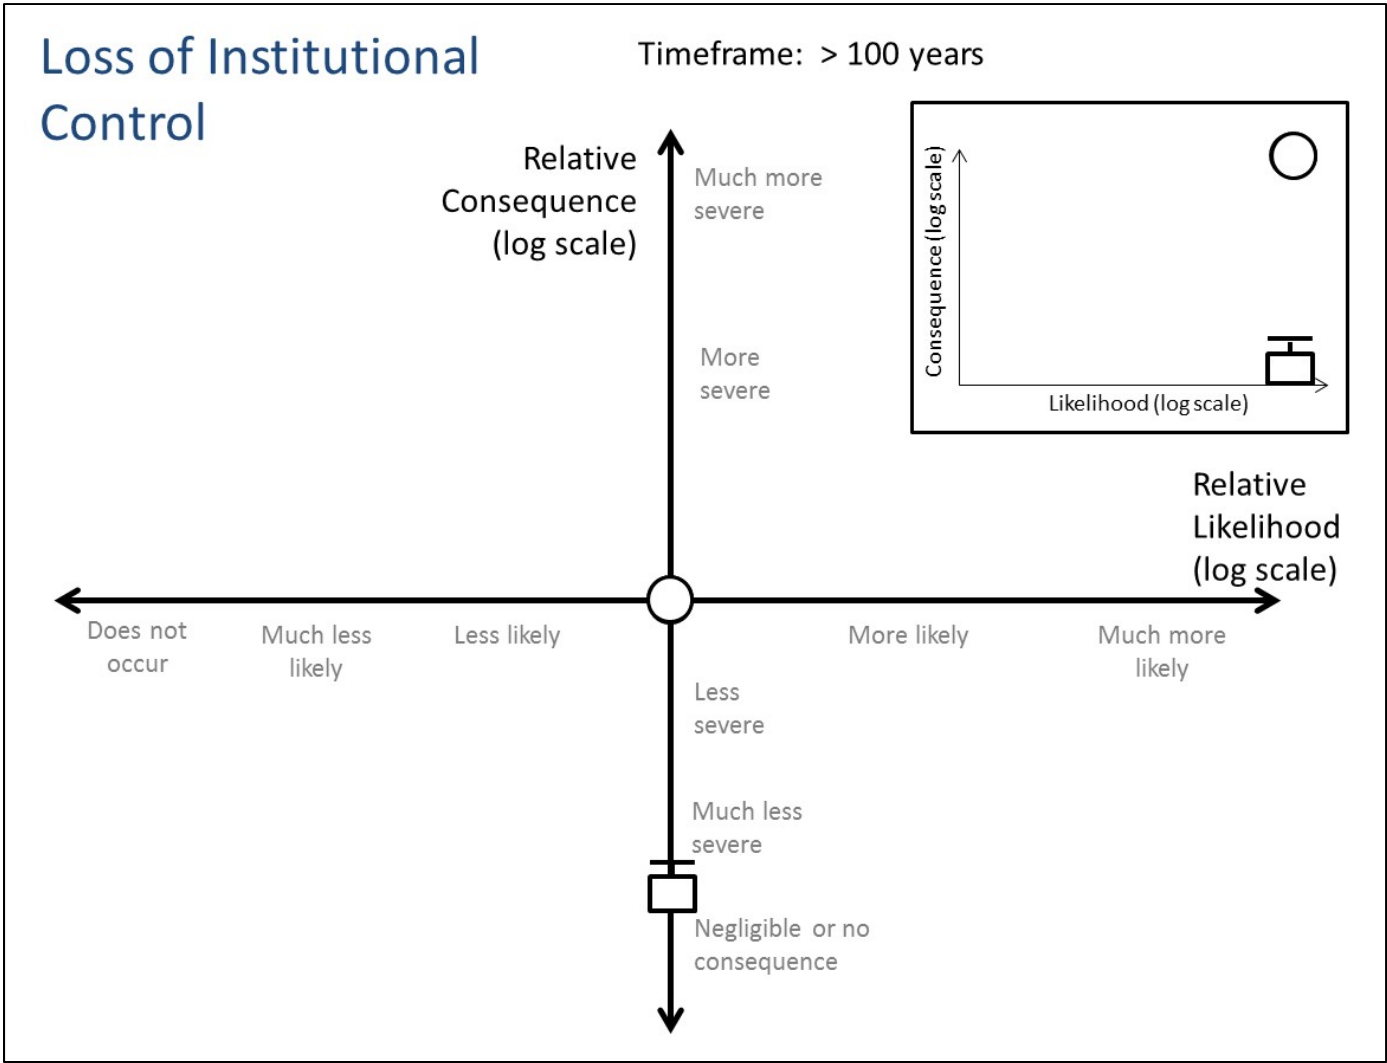 Loss of Institutional
Control
Timeframe:  > 100 years
Relative
Consequence
(log scale)
Much more
severe
More
severe
Consequence (log scale)
Likelihood (log scale)
Relative
Likelihood
(log scale)
Does not
occur
Much less
likely
Less likely
More likely
Much more
likely
Less
severe
Much less
severe
Negligible or no
consequence